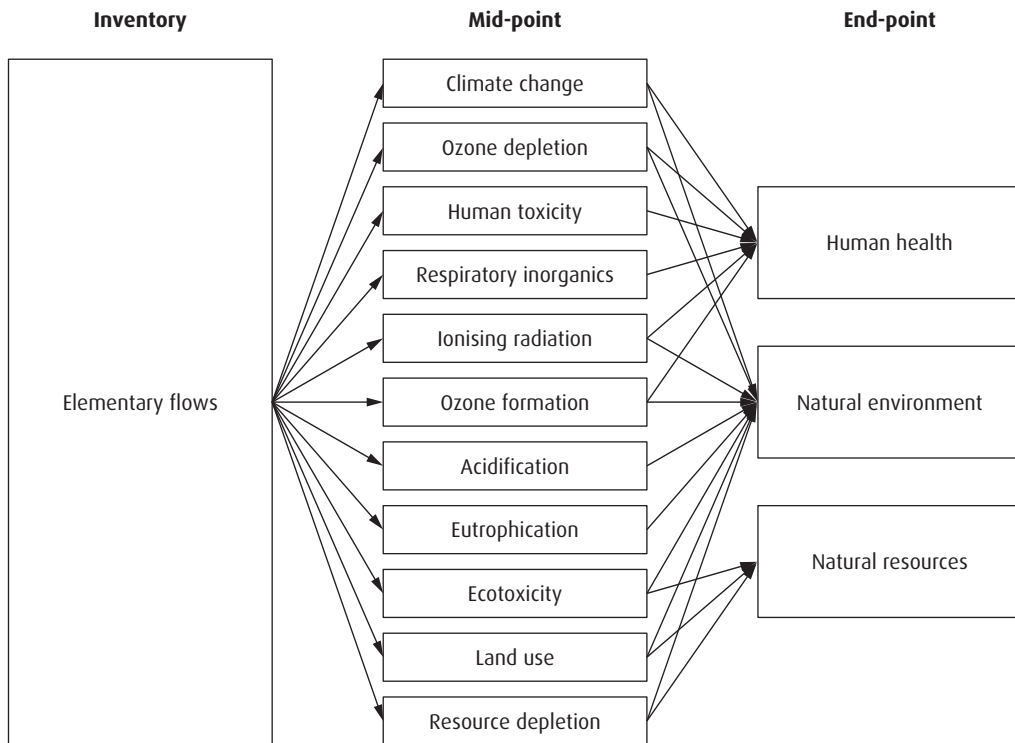 Inventory
Mid-point
End-point
Elementary flows
Climate change
Ozone depletion
Human toxicity
Respiratory inorganics
Ionising radiation
Ozone formation
Acidification
Eutrophication
Ecotoxicity
Land use
Resource depletion
Human health
Natural environment
Natural resources